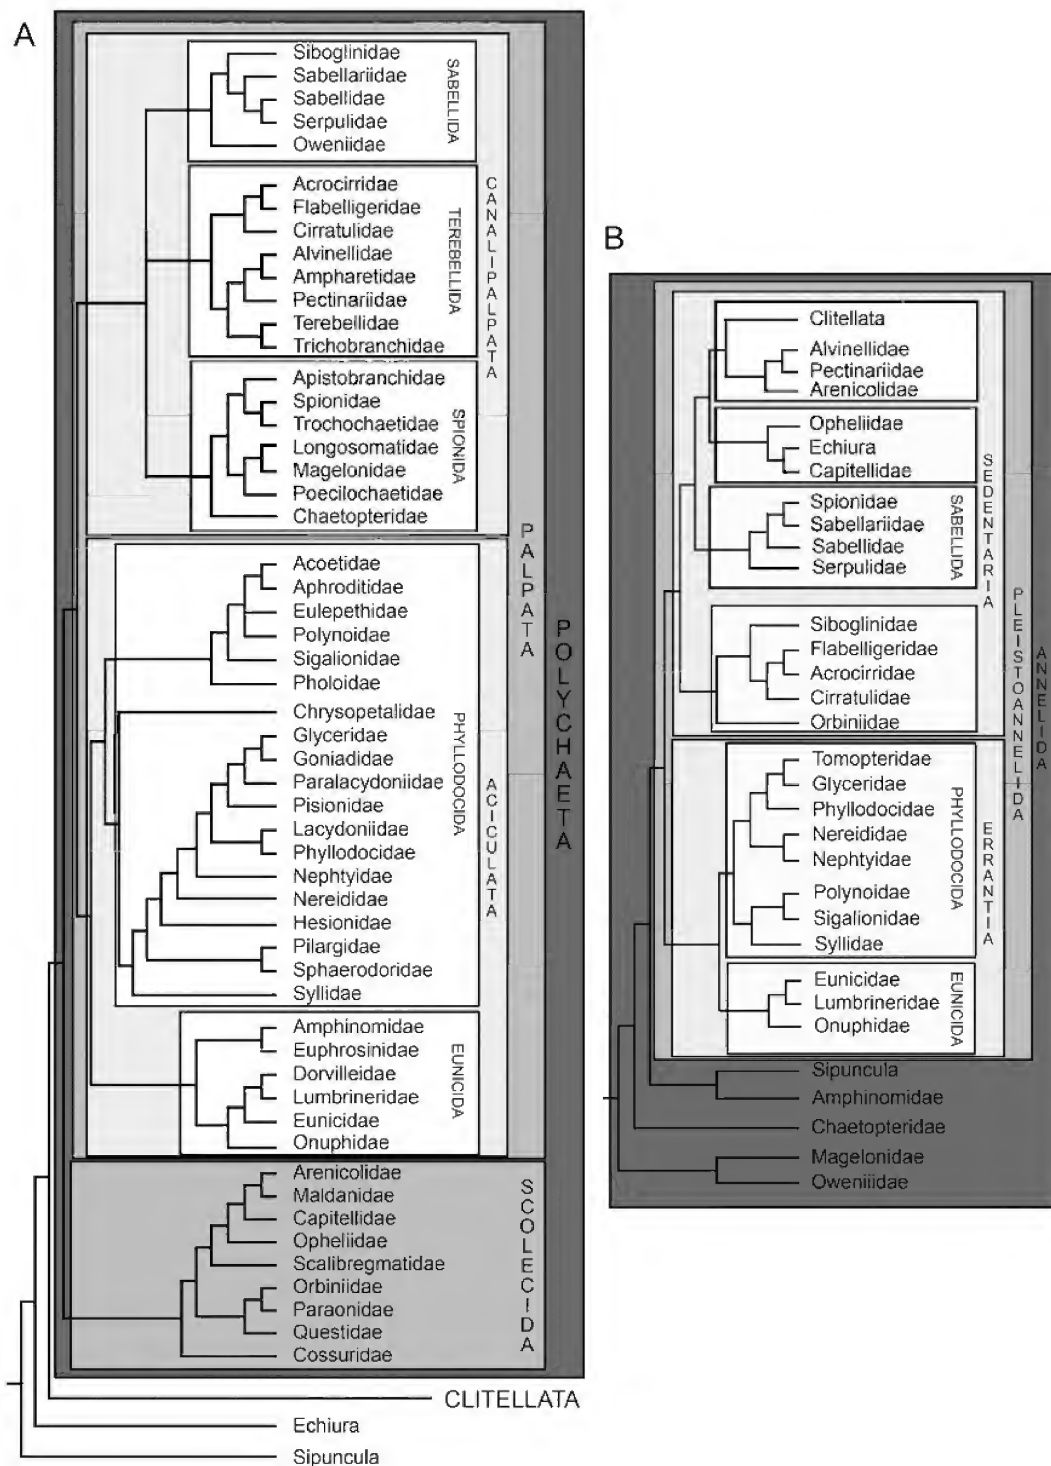 A
Siboglinidae
Sabellariidae
Sabellidae
Serpulidae
Oweniidae
SABELLIDA
Acrocirridae
Flabelligeridae
Cirratulidae
Alvinellidae
Ampharetidae
Pectinariidae
Terebellidae
Trichobranchidae
TEREBELLIDA
Apistobranchidae
Spionidae
Trochochaetidae
Longosomatidae
Magelonidae
Poecilochaetidae
Chaetopteridae
SPIONIDA
CANALIPALPATA
Acoetidae
Aphroditidae
Eulepethidae
Polynoidae
Sigalionidae
Pholoidae
Chrysopetalidae
Glyceridae
Goniadidae
Paralacydoniidae
Pisionidae
Lacydoniidae
Phyllodocidae
Nephtyidae
Nereididae
Hesionidae
Pilargidae
Sphaerodoridae
Syllidae
PHYLLODOCIDA
Amphinomidae
Euphrosinidae
Dorvilleidae
Lumbrineridae
Eunicidae
Onuphidae
EUNICIDA
ACICULATA
PALPATA
Arenicolidae
Maldanidae
Capitellidae
Opheliidae
Scalibregmatidae
Orbiniidae
Paraonidae
Questidae
Cossuridae
SCOLECIDA
POLYCHAETA
CLITELLATA
Echiura
Sipuncula
B
Clitellata
Alvinellidae
Pectinariidae
Arenicolidae
Opheliidae
Echiura
Capitellidae
Spionidae
Sabellariidae
Sabellidae
Serpulidae
SABELLIDA
Siboglinidae
Flabelligeridae
Acrocirridae
Cirratulidae
Orbiniidae
SEDENTARIA
Tomopteridae
Glyceridae
Phyllodocidae
Nereididae
Nephtyidae
Polynoidae
Sigalionidae
Syllidae
PHYLLODOCIDA
Eunicidae
Lumbrineridae
Onuphidae
EUNICIDA
ERRANTIA
PLEISTOANNELIDA
Sipuncula
Amphinomidae
Chaetopteridae
Magelonidae
Oweniiidae
ANNELIDA